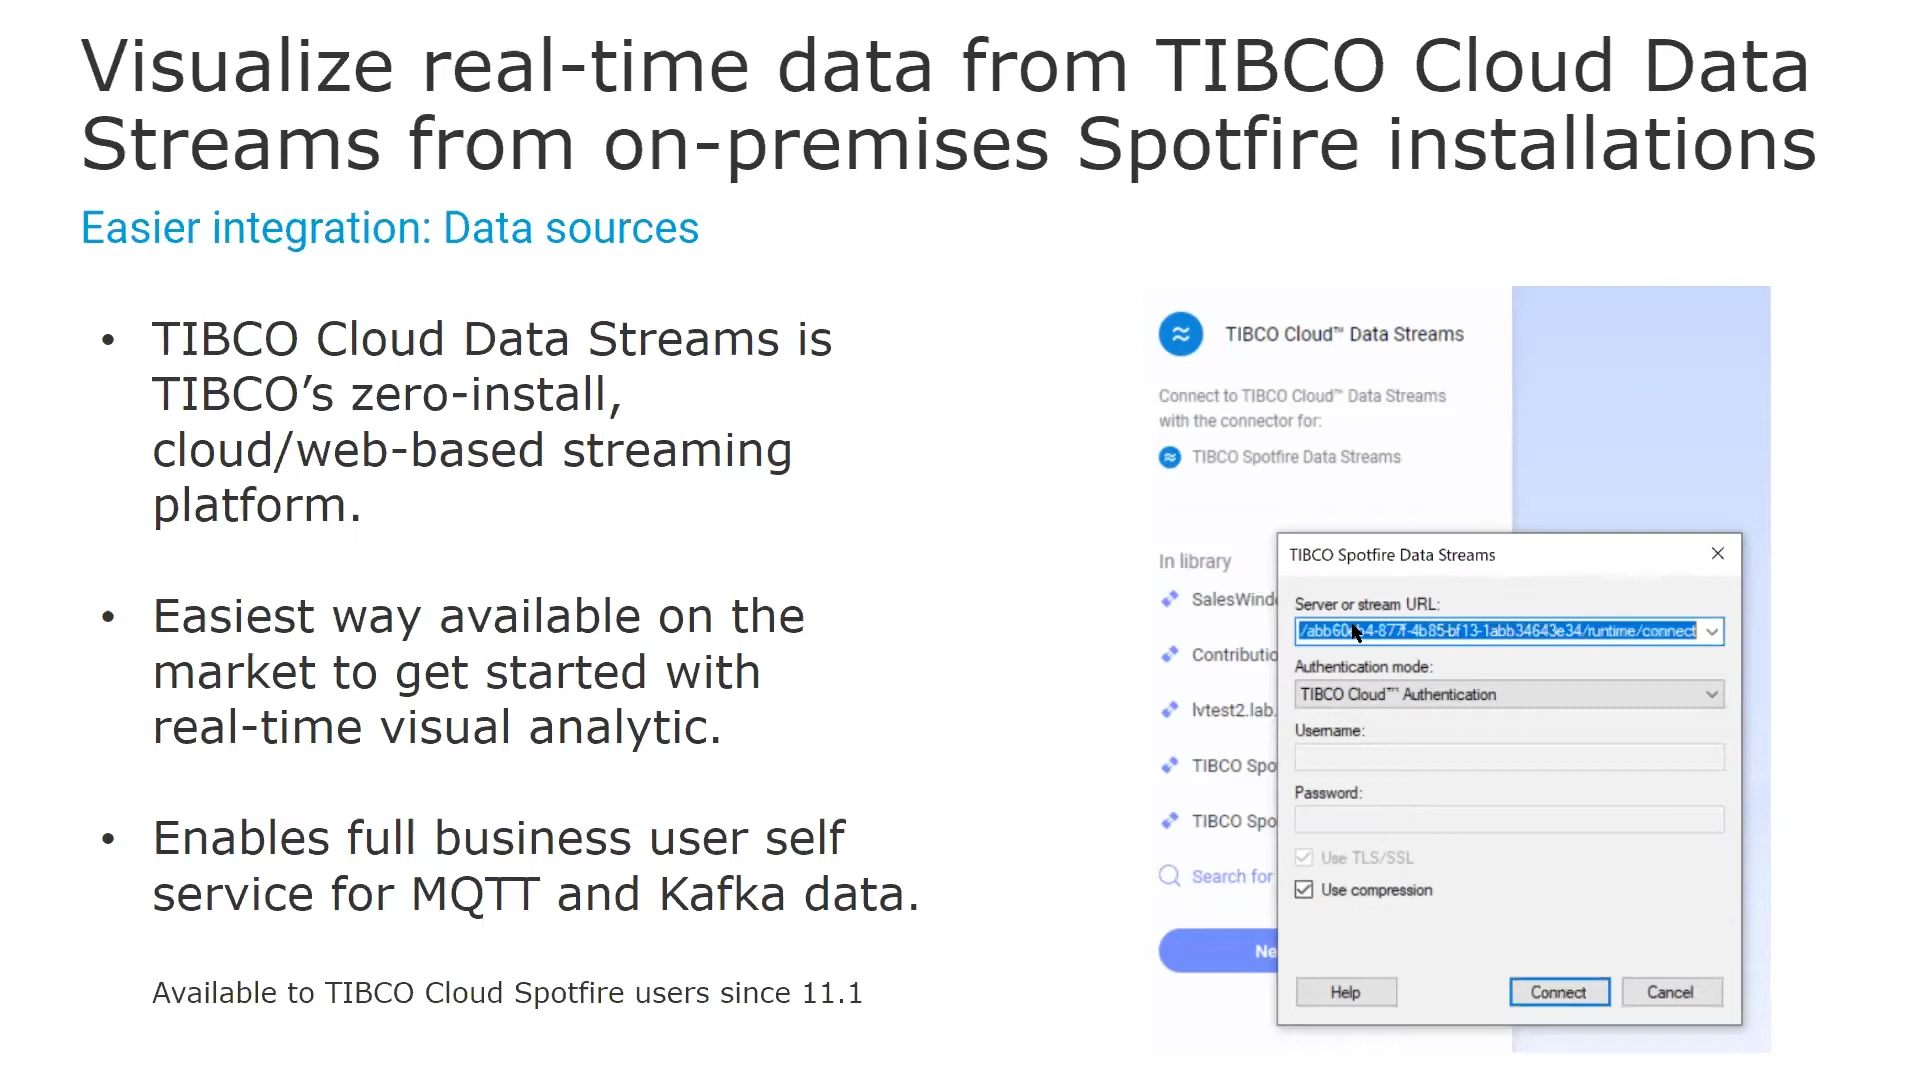 Visualize real-time data from TIBCO Cloud Data
Streams from on-premises Spotfire installations
Easier integration: Data sources
• TIBCO Cloud Data Streams is
TIBCO’s zero-install,
cloud/web-based streaming
platform.
• Easiest way available on the
market to get started with
real-time visual analytic.
• Enables full business user self
service for MQTT and Kafka data.
Available to TIBCO Cloud Spotfire users since 11.1
TIBCO Cloud™ Data Streams
Connect to TIBCO Cloud™ Data Streams
with the connector for:
TIBCO Spotfire Data Streams
In library
SalesWindo
Contributio
lvtest2.lab.
TIBCO Spo
TIBCO Spo
Search for
Ne
TIBCO Spotfire Data Streams
Server or stream URL:
4-877f-4b85-bf13-1abb34643e34/runtime/connect
Authentication mode:
TIBCO Cloud™ Authentication
Username:
Password:
Use TLS/SSL
Use compression
Help
Connect
Cancel